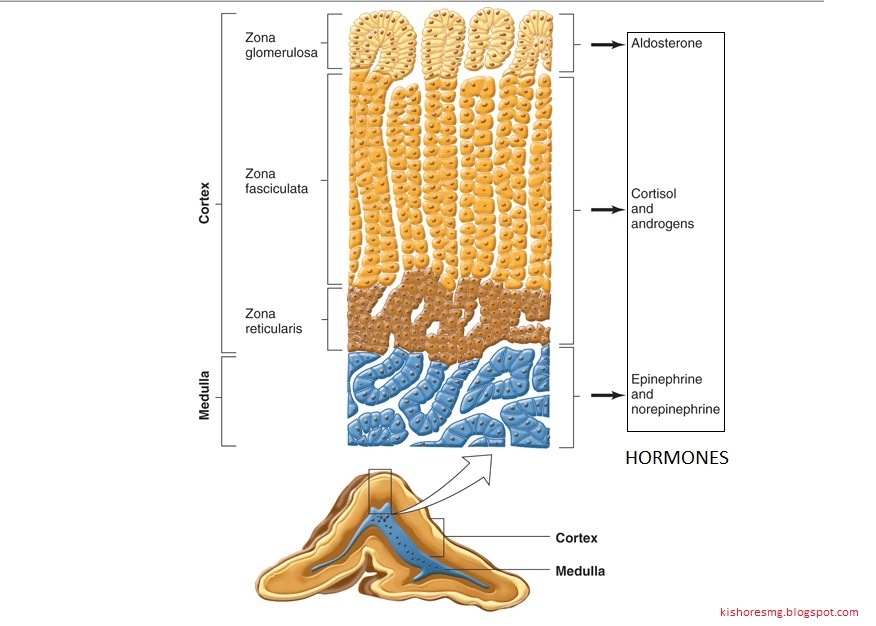 Zona
glomerulosa
Aldosterone
Zona
fasciculata
Cortex
Cortisol
and
androgens
Zona
reticularis
Medulla
Epinephrine
and
norepinephrine
HORMONES
Cortex
Medulla
kishoresmg.blogspot.com